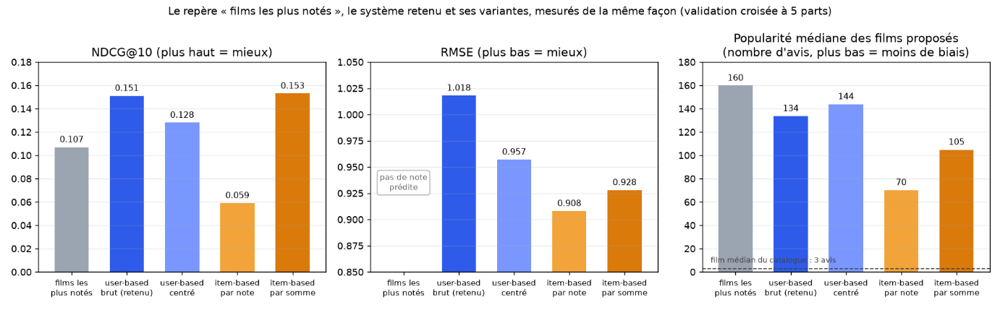 Le repère « films les plus notés », le système retenu et ses variantes, mesurés de la même façon (validation croisée à 5 parts)
NDCG@10 (plus haut = mieux)
0.18
0.16
0.14
0.12
0.10
0.08
0.06
0.04
0.02
0.00
0.107
0.151
0.128
0.059
0.153
films les
plus notés
user-based
brut (retenu)
user-based
centré
item-based
par note
item-based
par somme
RMSE (plus bas = mieux)
1.050
1.025
1.000
0.975
0.950
0.925
0.900
0.875
0.850
pas de note
prédite
1.018
0.957
0.908
0.928
films les
plus notés
user-based
brut (retenu)
user-based
centré
item-based
par note
item-based
par somme
Popularité médiane des films proposés
(nombre d'avis, plus bas = moins de biais)
180
160
140
120
100
80
60
40
20
0
160
134
144
70
105
film médian du catalogue : 3 avis
films les
plus notés
user-based
brut (retenu)
user-based
centré
item-based
par note
item-based
par somme